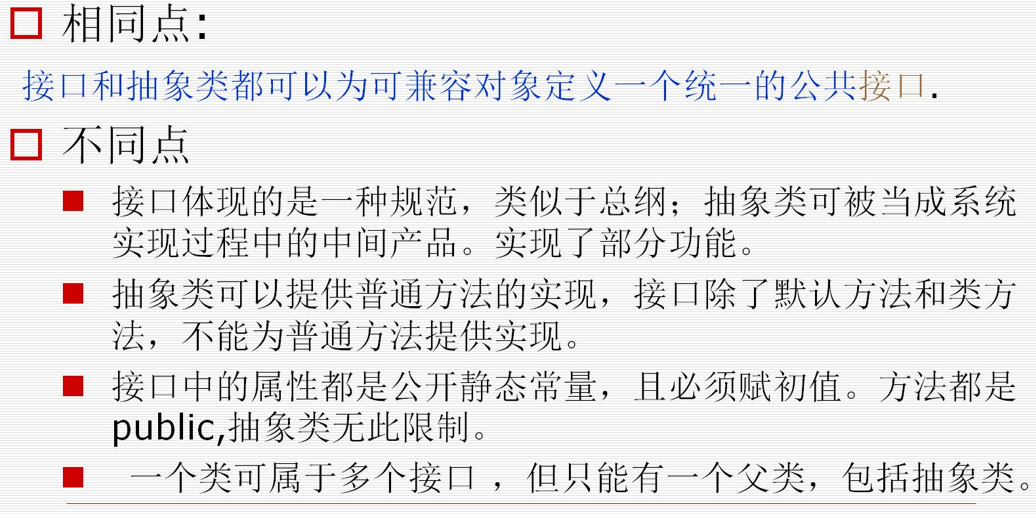 相同点:
接口和抽象类都可以为可兼容对象定义一个统一的公共接口.
不同点
接口体现的是一种规范，类似于总纲；抽象类可被当成系统
实现过程中的中间产品。实现了部分功能。
抽象类可以提供普通方法的实现，接口除了默认方法和类方
法，不能为普通方法提供实现。
接口中的属性都是公开静态常量，且必须赋初值。方法都是
public,抽象类无此限制。
一个类可属于多个接口 ，但只能有一个父类，包括抽象类。